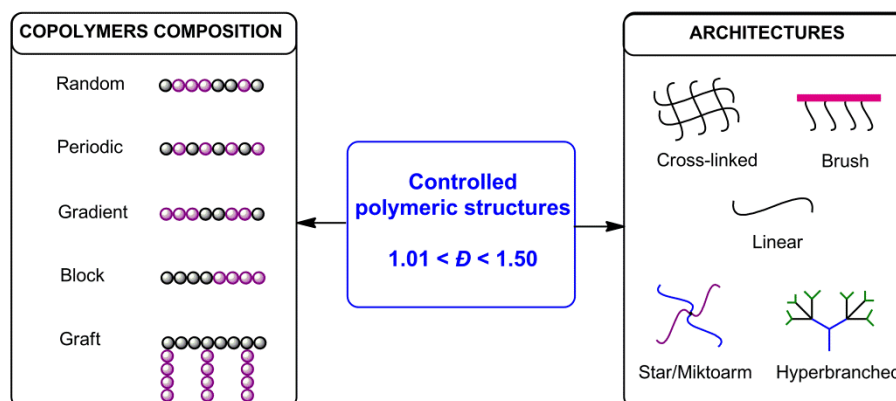 COPOLYMERS COMPOSITION
Random
Periodic
Gradient
Block
Graft
Controlled
polymeric structures
1.01 < Đ < 1.50
ARCHITECTURES
Cross-linked
Brush
Linear
Star/Miktoarm
Hyperbranched